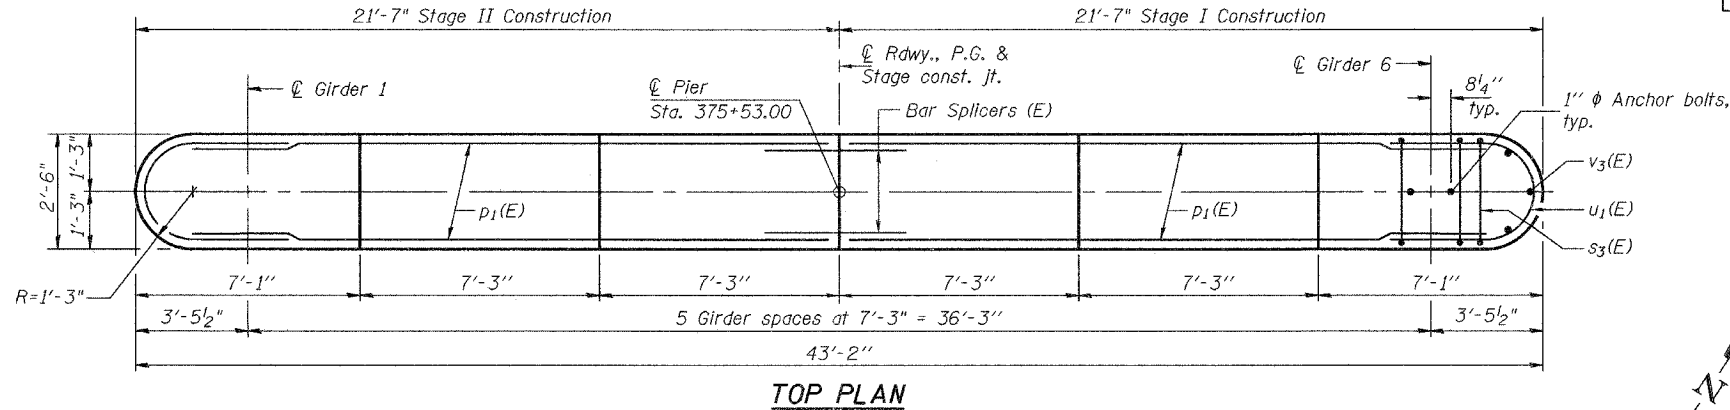 21'-7" Stage II Construction
21'-7" Stage I Construction
℄ Girder 1
℄ Pier
Sta. 375+53.00
℄ Rdwy., P.G. &
Stage const. jt.
Bar Splicers (E)
℄ Girder 6
8¼"
typ.
1" ϕ Anchor bolts,
typ.
2'-6"
1'-3"
1'-3"
p₁(E)
p₁(E)
v₃(E)
u₁(E)
s₃(E)
R=1'-3"
7'-1"
7'-3"
7'-3"
7'-3"
7'-3"
7'-1"
3'-5½"
5 Girder spaces at 7'-3" = 36'-3"
3'-5½"
43'-2"
TOP PLAN
N